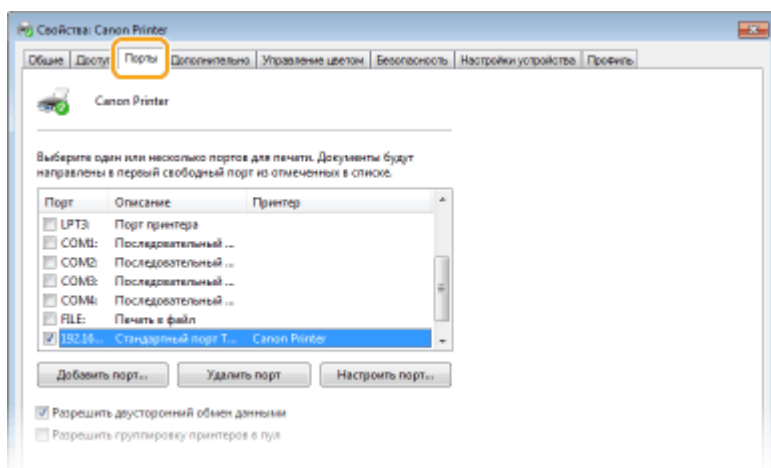 Свойства: Canon Printer
Общие Доступ Порты Дополнительно Управление цветом Безопасность Настройки устройства Профиль
Canon Printer
Выберите один или несколько портов для печати. Документы будут
направлены в первый свободный порт из отмеченных в списке.
Порт Описание Принтер
LPT3: Порт принтера
COM1: Последовательный ...
COM2: Последовательный ...
COM3: Последовательный ...
COM4: Последовательный ...
FILE: Печать в файл
192.16... Стандартный порт T... Canon Printer
Добавить порт... Удалить порт Настроить порт...
Разрешить двусторонний обмен данными
Разрешить группировку принтеров в пул